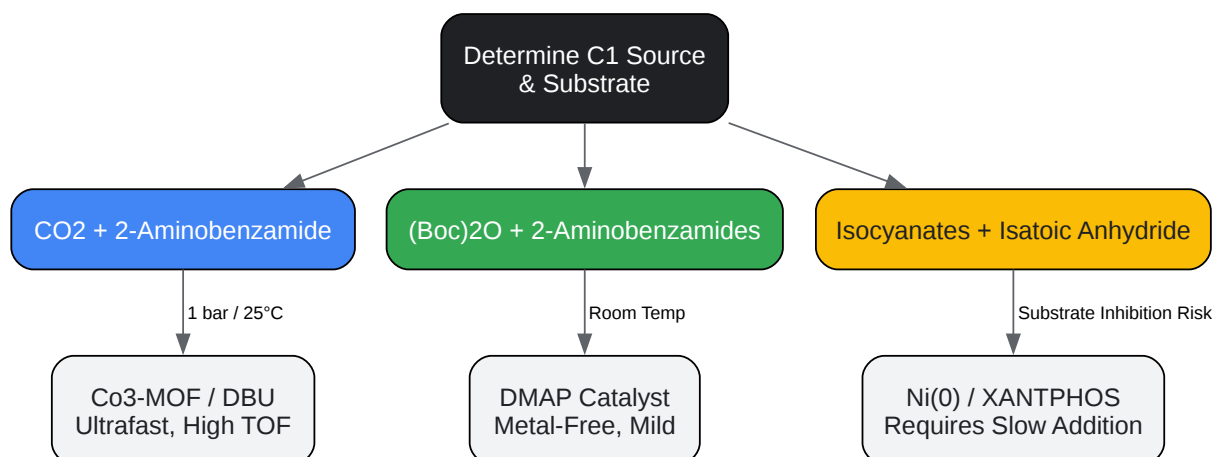 Determine C1 Source
& Substrate
CO2 + 2-Aminobenzamide
(Boc)2O + 2-Aminobenzamides
Isocyanates + Isatoic Anhydride
1 bar / 25°C
Room Temp
Substrate Inhibition Risk
Co3-MOF / DBU
Ultrafast, High TOF
DMAP Catalyst
Metal-Free, Mild
Ni(0) / XANTPHOS
Requires Slow Addition